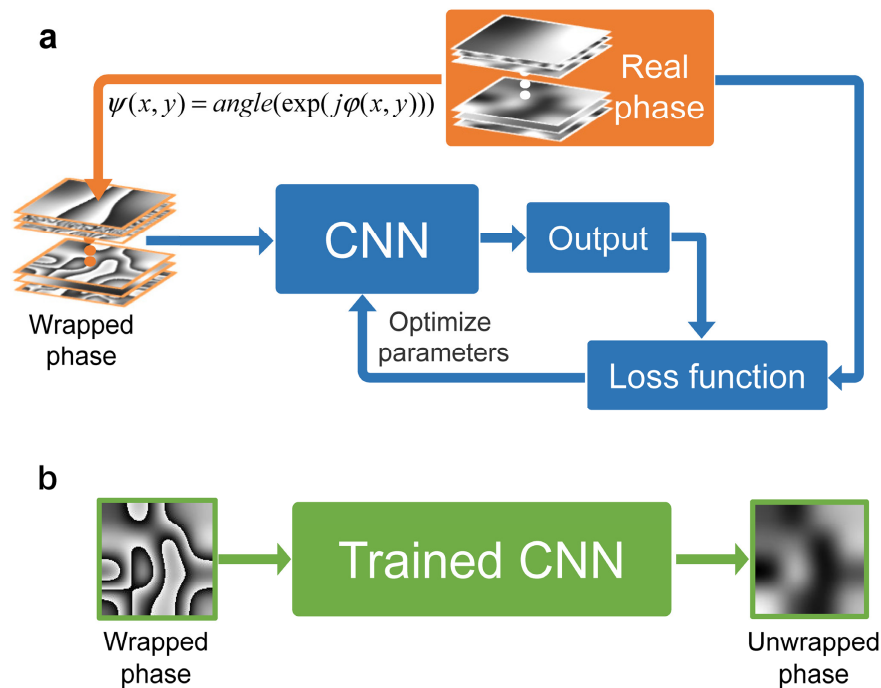 a
Real
phase
ψ(x, y) = angle(exp(jφ(x, y)))
CNN
Output
Wrapped
phase
Optimize
parameters
Loss function
b
Trained CNN
Wrapped
phase
Unwrapped
phase